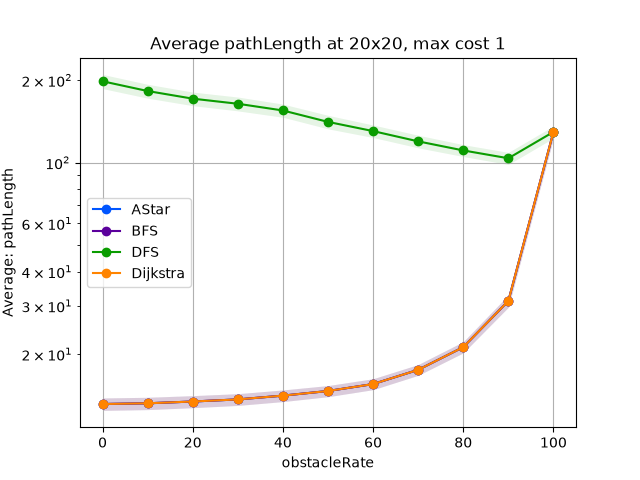 Average pathLength at 20x20, max cost 1
Average: pathLength
2 × 10²
10²
6 × 10¹
4 × 10¹
3 × 10¹
2 × 10¹
AStar
BFS
DFS
Dijkstra
0 20 40 60 80 100
obstacleRate